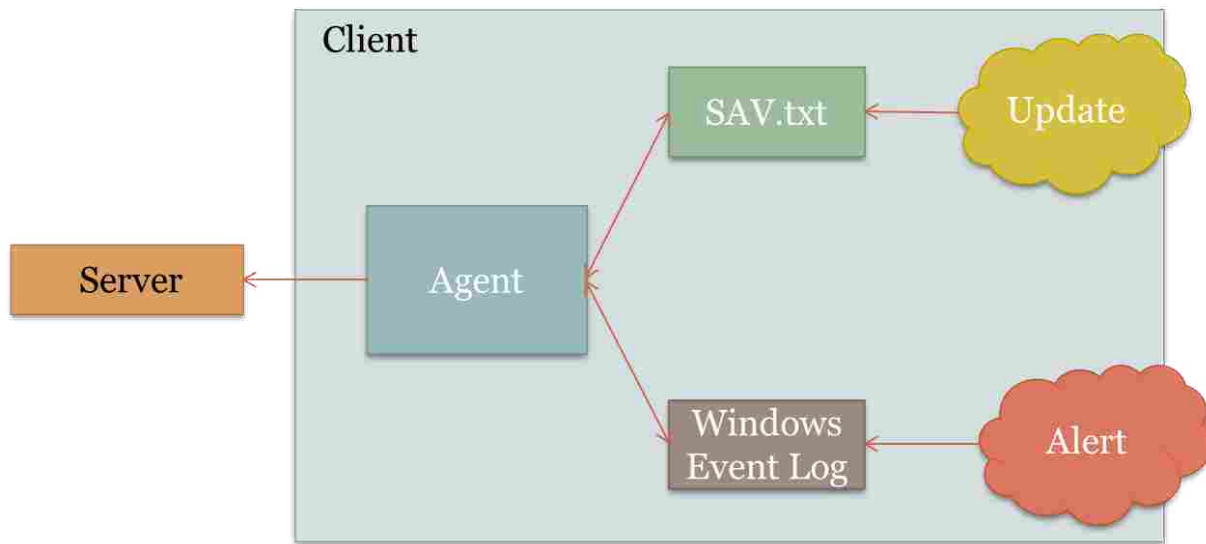 Client
SAV.txt
Update
Server
Agent
Windows
Event Log
Alert